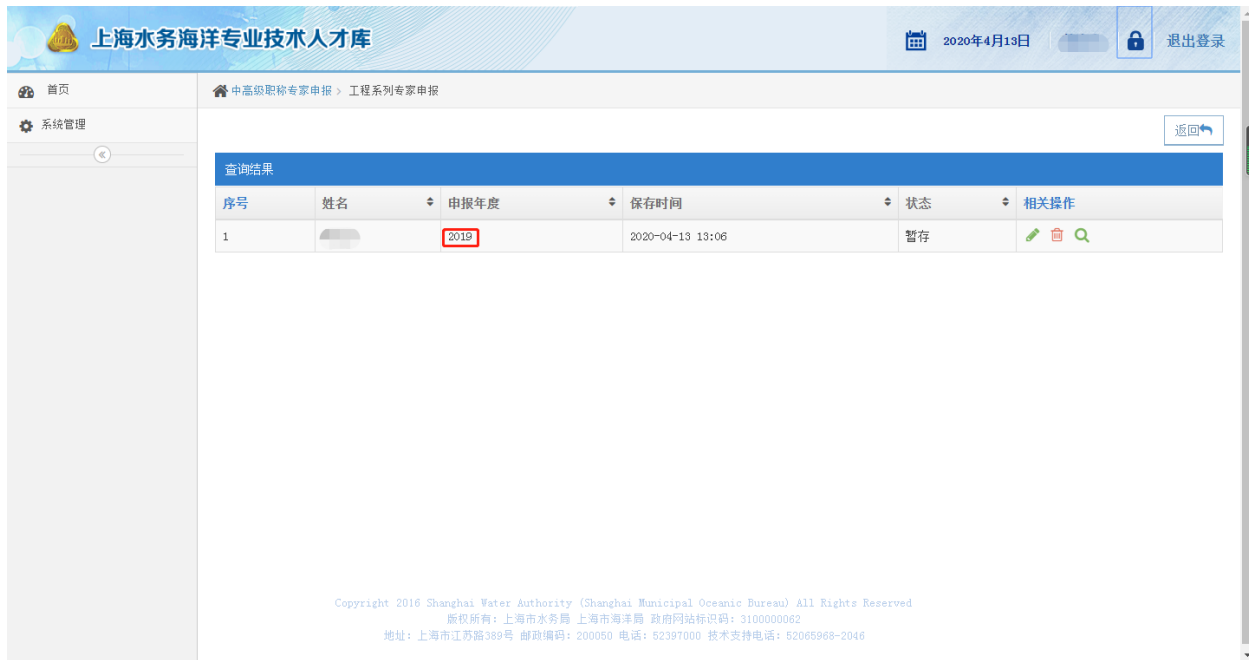 上海水务海洋专业技术人才库
2020年4月13日 退出登录
首页
中高级职称专家申报 > 工程系列专家申报
系统管理
返回
查询结果
序号 姓名 申报年度 保存时间 状态 相关操作
1 2019 2020-04-13 13:06 暂存
Copyright 2016 Shanghai Water Authority (Shanghai Municipal Oceanic Bureau) All Rights Reserved
版权所有: 上海市水务局 上海市海洋局 政府网站标识码: 3100000062
地址: 上海市江苏路389号 邮政编码: 200050 电话: 52397000 技术支持电话: 52065968-2046